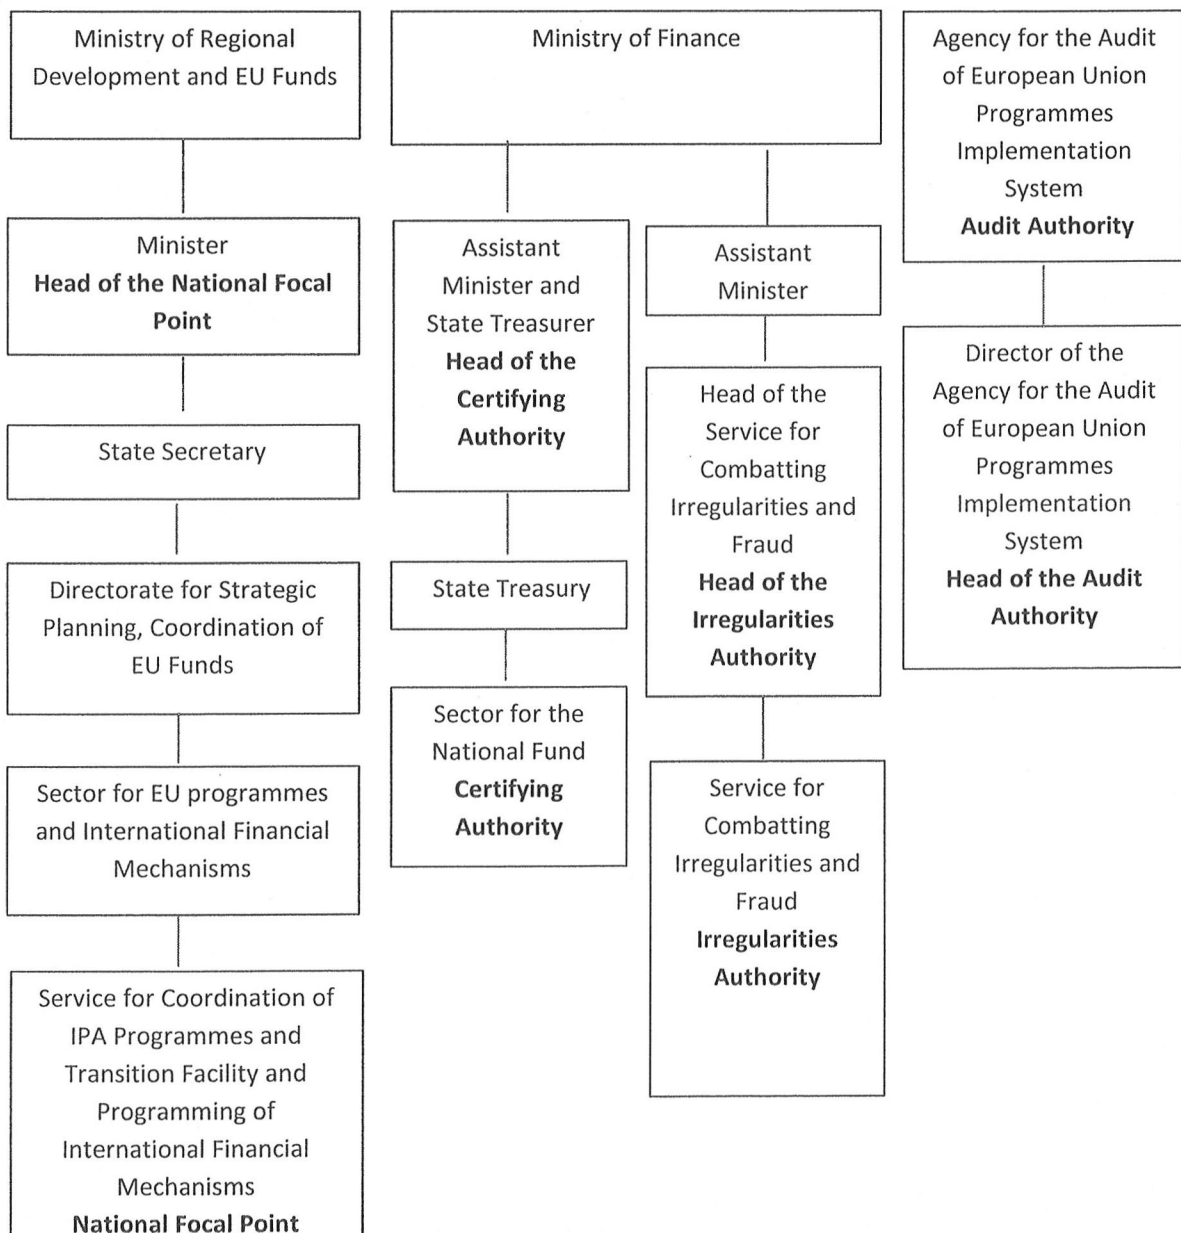 Ministry of Regional
Development and EU Funds
Minister
Head of the National Focal
Point
State Secretary
Directorate for Strategic
Planning, Coordination of
EU Funds
Sector for EU programmes
and International Financial
Mechanisms
Service for Coordination of
IPA Programmes and
Transition Facility and
Programming of
International Financial
Mechanisms
National Focal Point
Ministry of Finance
Assistant
Minister and
State Treasurer
Head of the
Certifying
Authority
State Treasury
Sector for the
National Fund
Certifying
Authority
Assistant
Minister
Head of the
Service for
Combatting
Irregularities and
Fraud
Head of the
Irregularities
Authority
Service for
Combatting
Irregularities and
Fraud
Irregularities
Authority
Agency for the Audit
of European Union
Programmes
Implementation
System
Audit Authority
Director of the
Agency for the Audit
of European Union
Programmes
Implementation
System
Head of the Audit
Authority